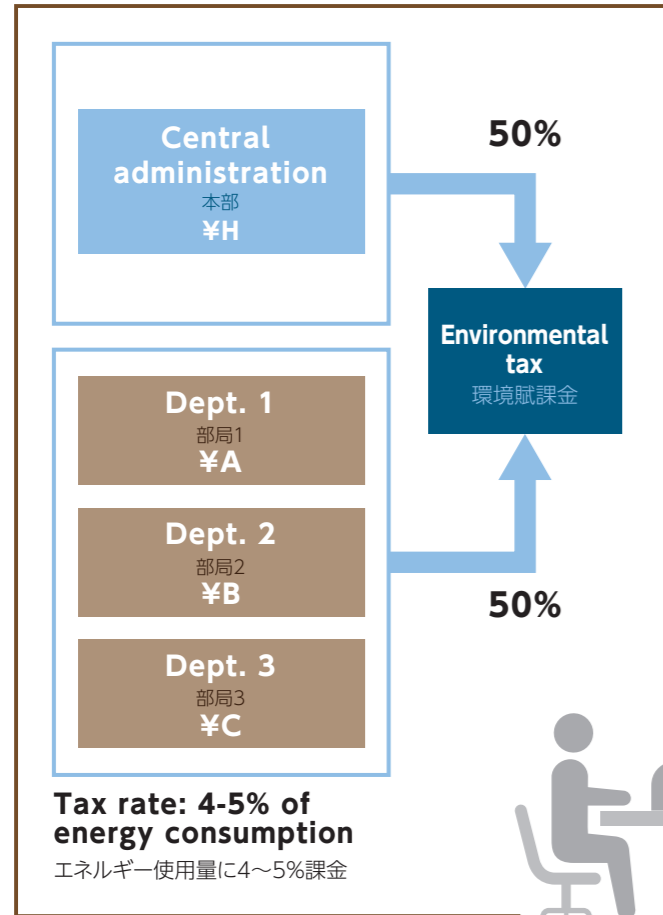 Central
administration
本部
¥H
50%
Environmental
tax
環境賦課金
Dept. 1
部局1
¥A
Dept. 2
部局2
¥B
Dept. 3
部局3
¥C
50%
Tax rate: 4-5% of
energy consumption
エネルギー使用量に4〜5%課金